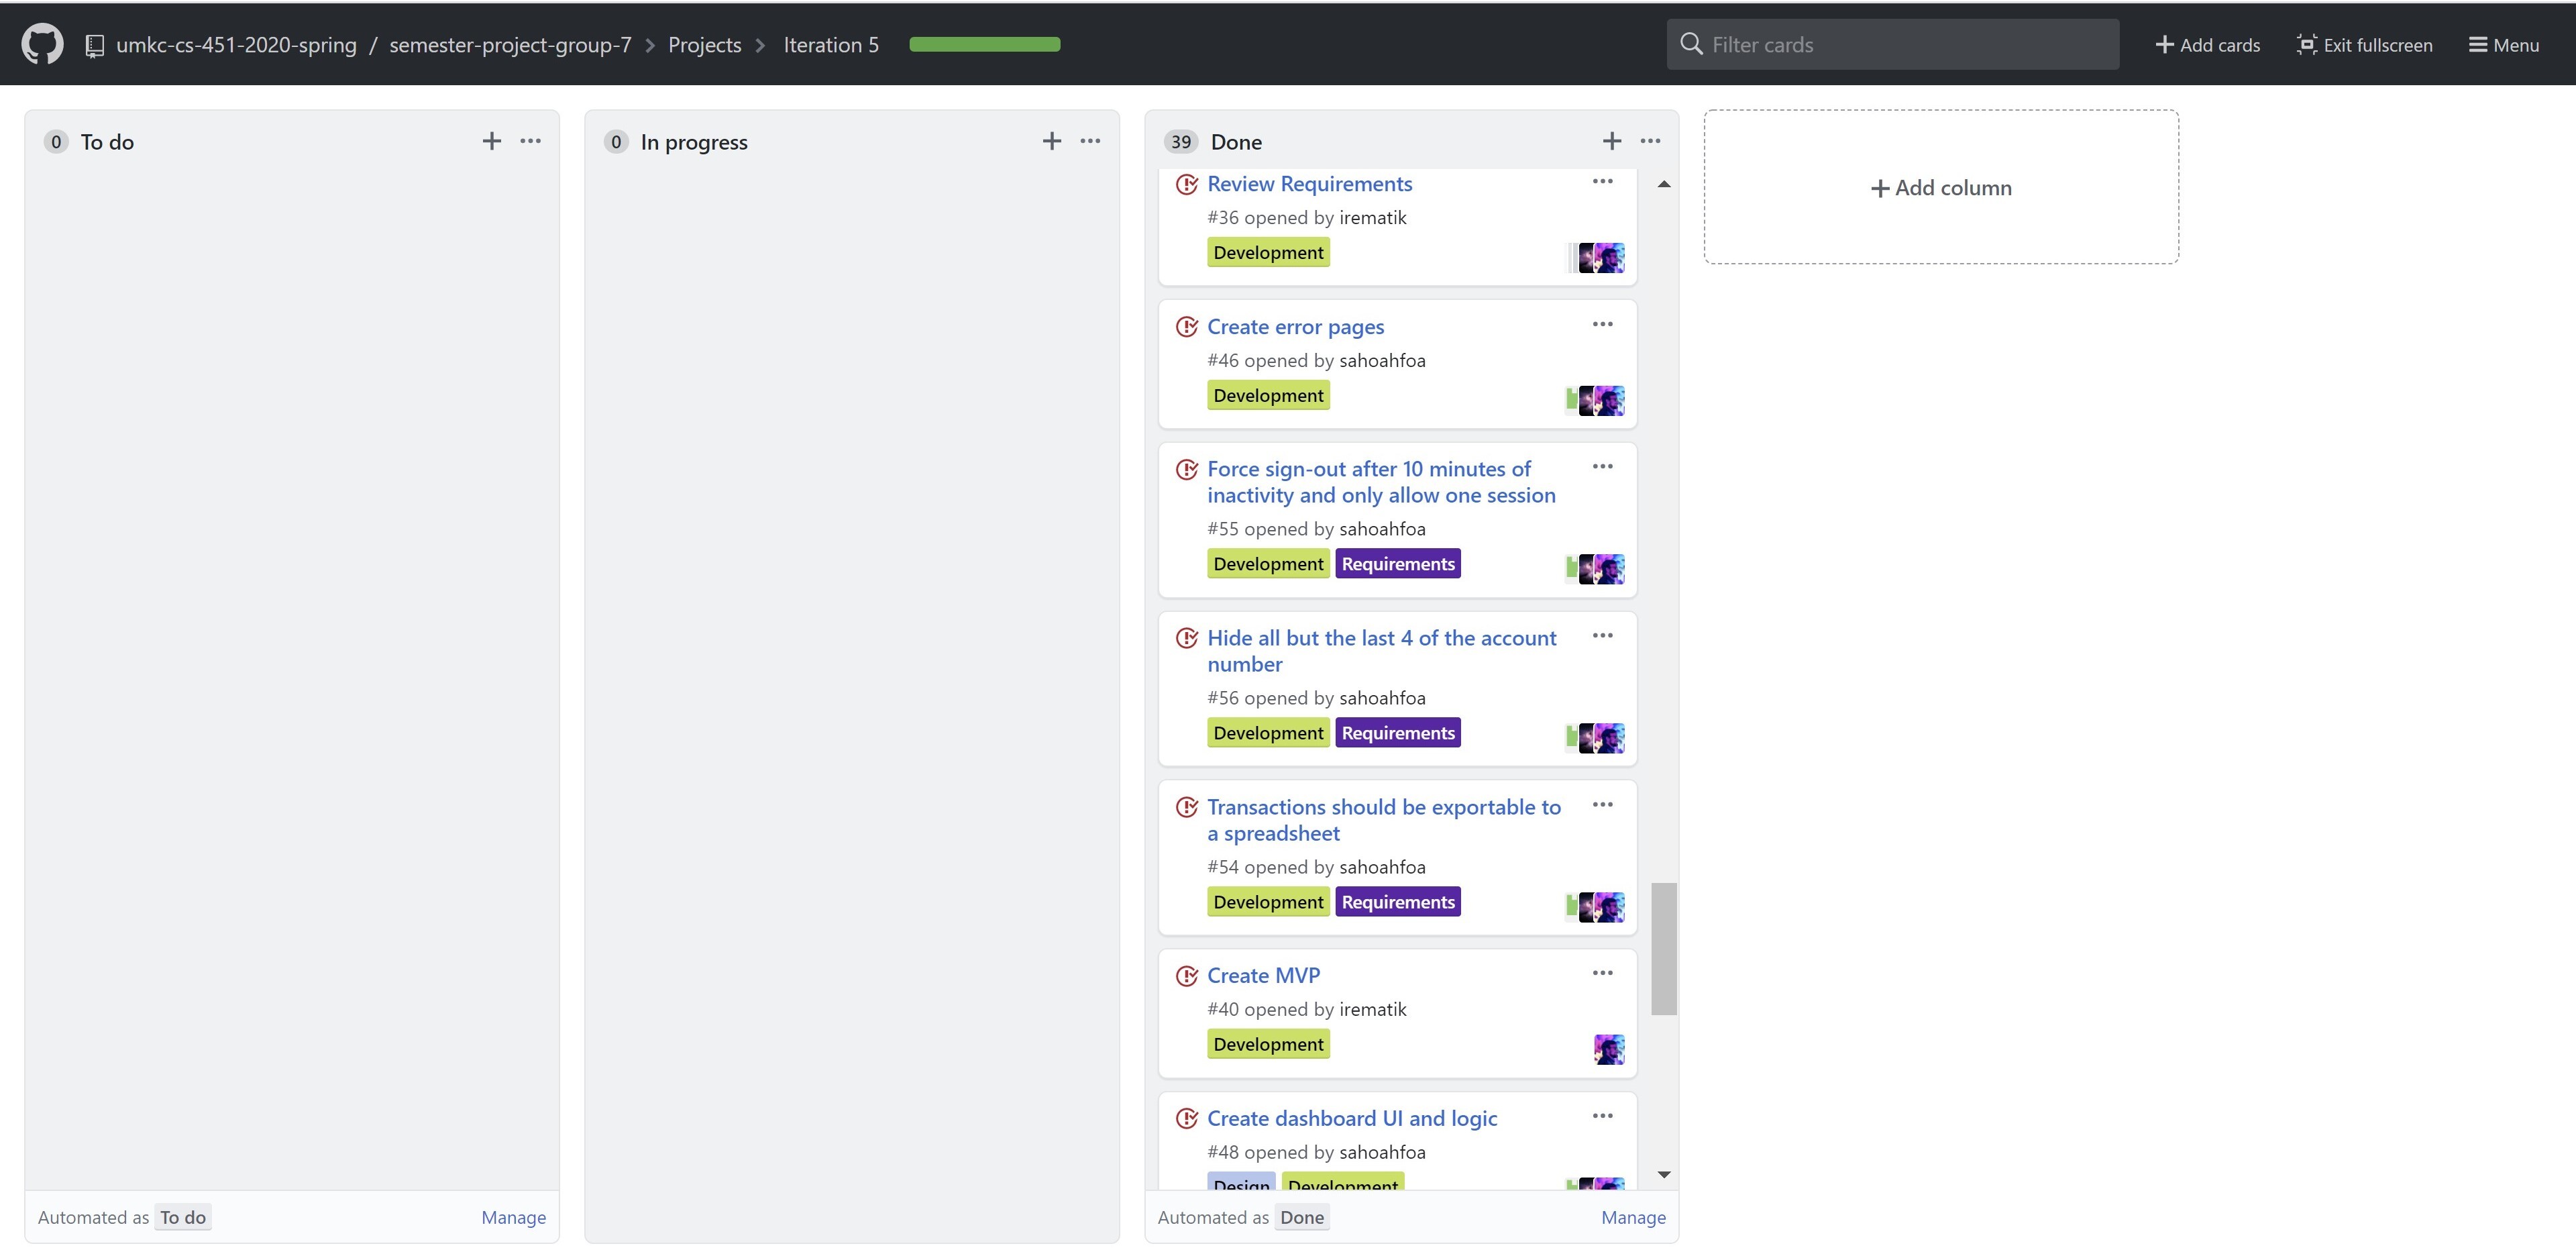 umkc-cs-451-2020-spring / semester-project-group-7 > Projects > Iteration 5
Filter cards
Add cards
Exit fullscreen
Menu
0 To do
Automated as To do
Manage
0 In progress
39 Done
Review Requirements
#36 opened by irematik
Development
Create error pages
#46 opened by sahoahfoa
Development
Force sign-out after 10 minutes of
inactivity and only allow one session
#55 opened by sahoahfoa
Development Requirements
Hide all but the last 4 of the account
number
#56 opened by sahoahfoa
Development Requirements
Transactions should be exportable to
a spreadsheet
#54 opened by sahoahfoa
Development Requirements
Create MVP
#40 opened by irematik
Development
Create dashboard UI and logic
#48 opened by sahoahfoa
Design Development
Automated as Done
Manage
Add column